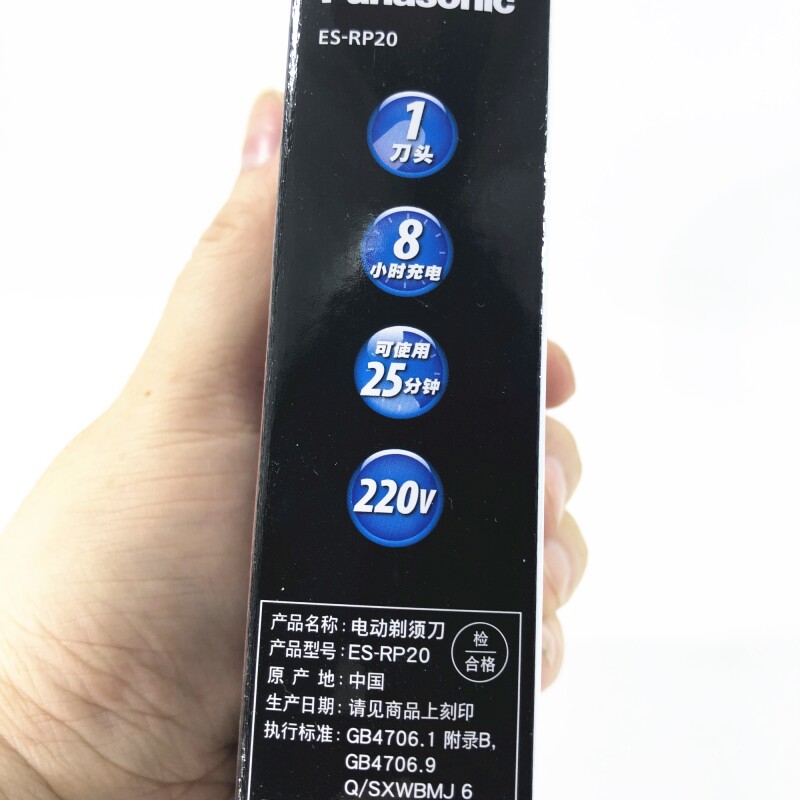 Panasonic
ES-RP20
1
刀头
8
小时充电
可使用
25分钟
220V
产品名称：电动剃须刀
产品型号：ES-RP20
原 产 地：中国
生产日期：请见商品上刻印
执行标准：GB4706.1 附录B,
GB4706.9
Q/SXWBMJ 6
检
合格